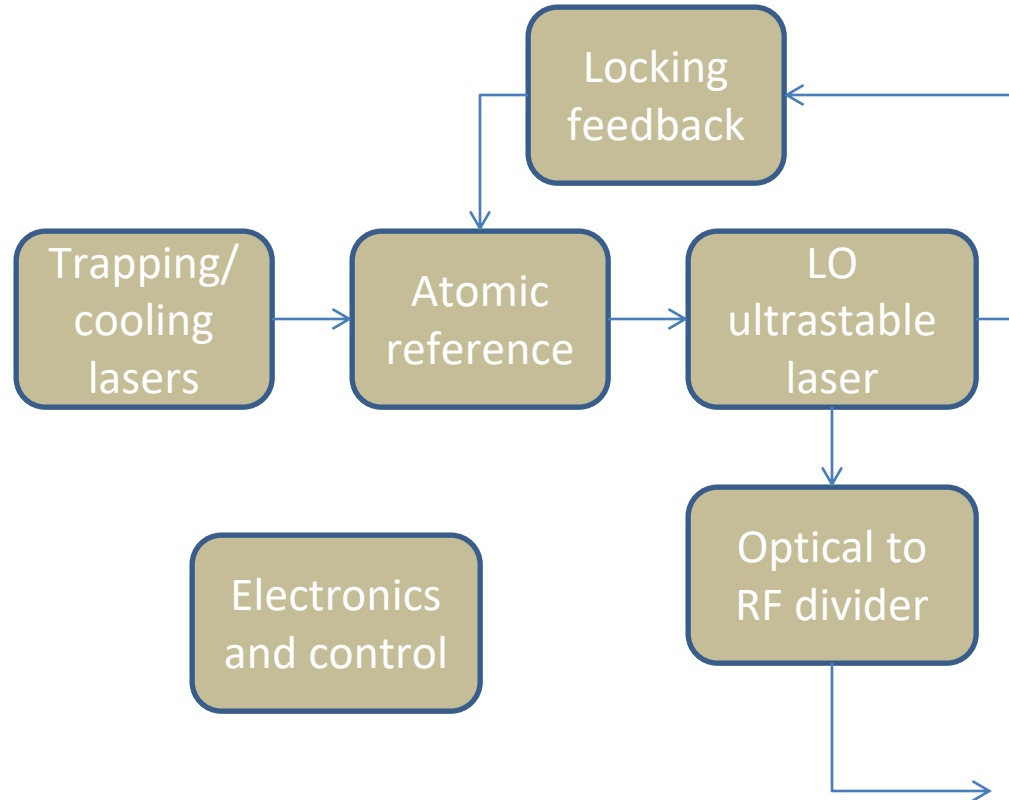 Locking
feedback
Trapping/
cooling
lasers
Atomic
reference
LO
ultrastable
laser
Optical to
RF divider
Electronics
and control